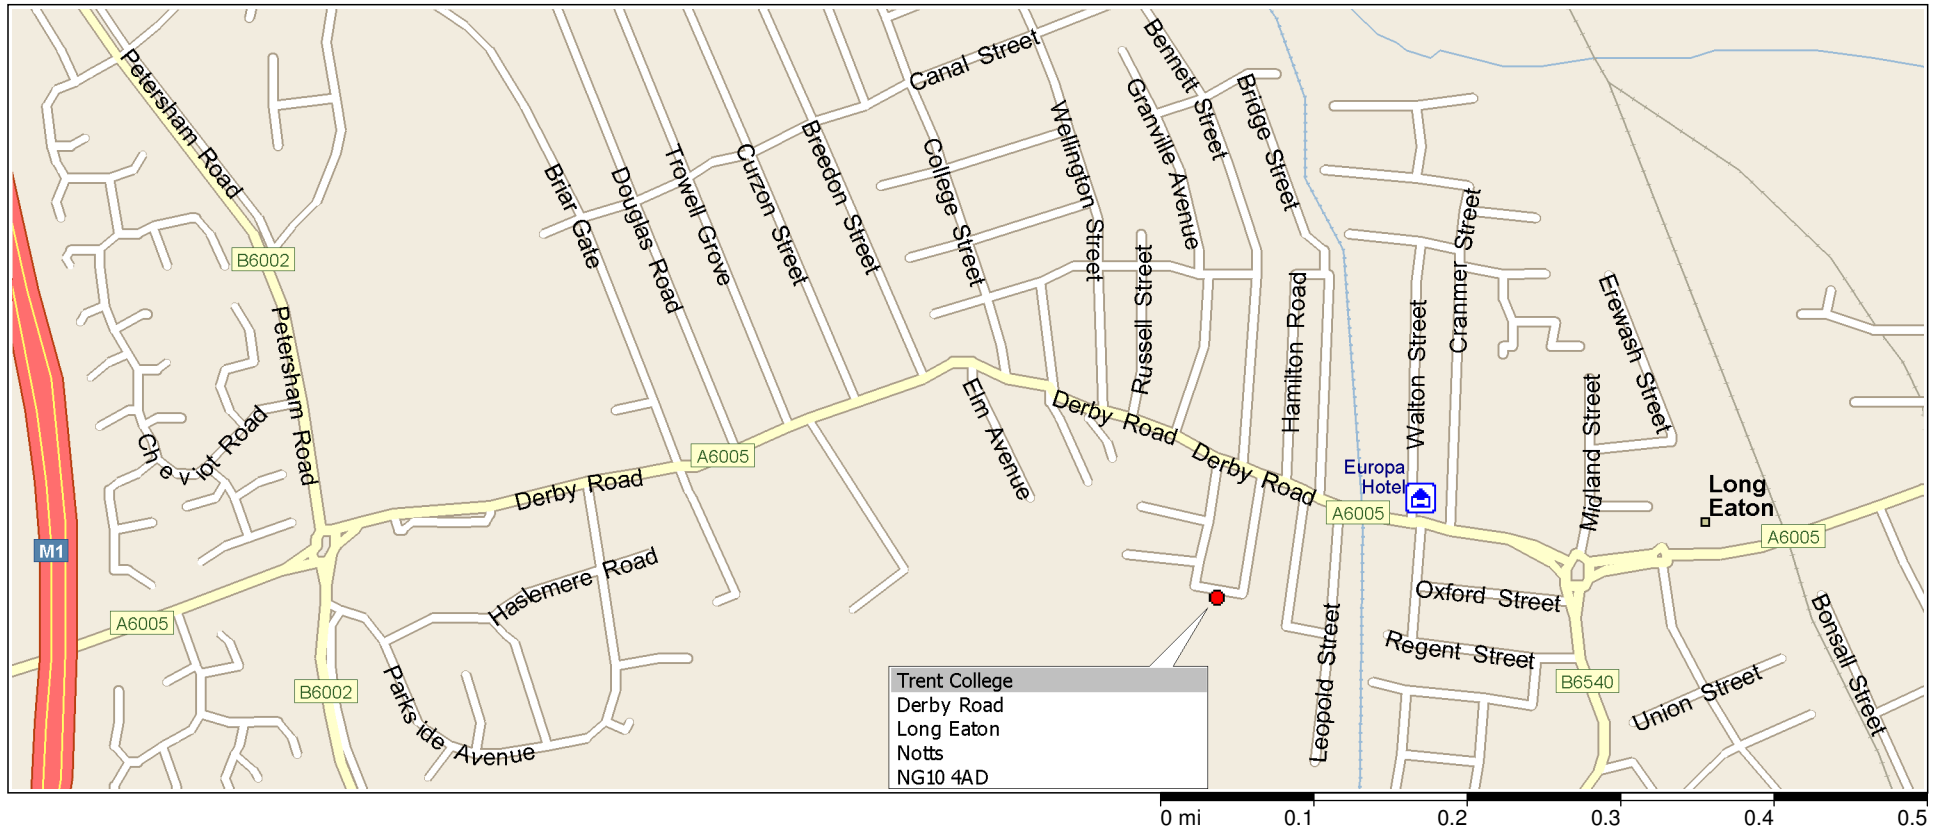 Petersham Road
Canal Street
Bennett Street
Bridge Street
Granville Avenue
Wellington Street
Breedon Street
College Street
Curzon Street
Trowell Grove
Douglas Road
Briar Gate
Cranmer Street
B6002
Russell Street
Hamilton Road
Walton Street
Erewash Street
Petersham Road
Midland Street
Elm Avenue
Derby Road
Cheviot Road
Derby Road
A6005
Europa
Hotel
Long
Eaton
Derby Road
A6005
A6005
M1
Haslemere Road
Oxford Street
A6005
Bonsall Street
Leopold Street
Regent Street
B6002
Parkside Avenue
B6540
Union Street
Trent College
Derby Road
Long Eaton
Notts
NG10 4AD
0 mi 0.1 0.2 0.3 0.4 0.5